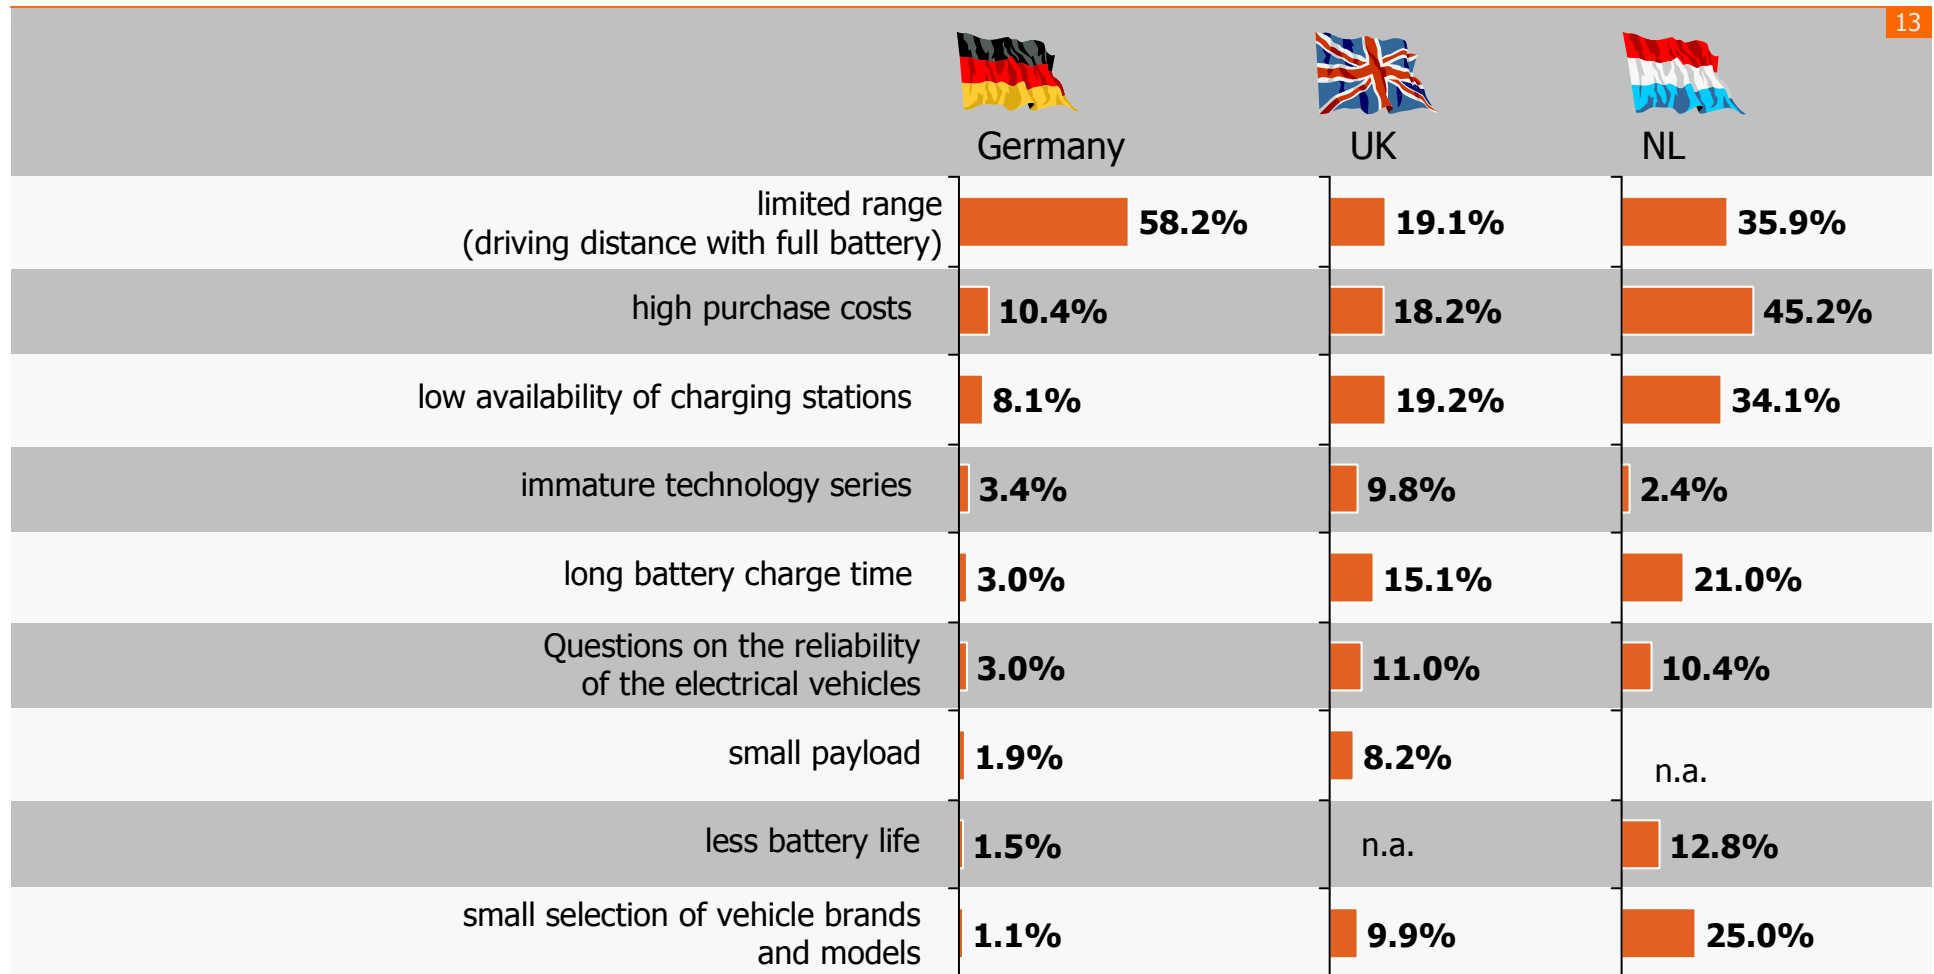 13
Germany
UK
NL
limited range
(driving distance with full battery)
58.2%
19.1%
35.9%
high purchase costs
10.4%
18.2%
45.2%
low availability of charging stations
8.1%
19.2%
34.1%
immature technology series
3.4%
9.8%
2.4%
long battery charge time
3.0%
15.1%
21.0%
Questions on the reliability
of the electrical vehicles
3.0%
11.0%
10.4%
small payload
1.9%
8.2%
n.a.
less battery life
1.5%
n.a.
12.8%
small selection of vehicle brands
and models
1.1%
9.9%
25.0%